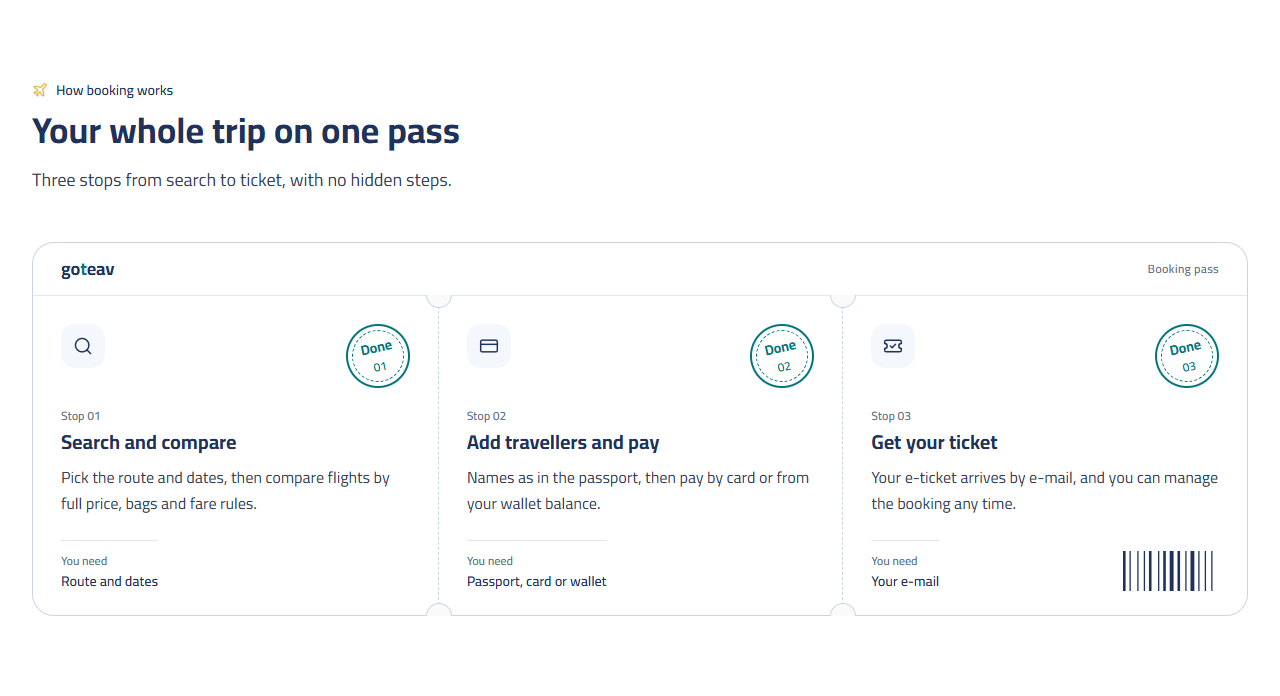 How booking works
Your whole trip on one pass
Three stops from search to ticket, with no hidden steps.
goteav
Booking pass
Done
01
Stop 01
Search and compare
Pick the route and dates, then compare flights by
full price, bags and fare rules.
You need
Route and dates
Done
02
Stop 02
Add travellers and pay
Names as in the passport, then pay by card or from
your wallet balance.
You need
Passport, card or wallet
Done
03
Stop 03
Get your ticket
Your e-ticket arrives by e-mail, and you can manage
the booking any time.
You need
Your e-mail